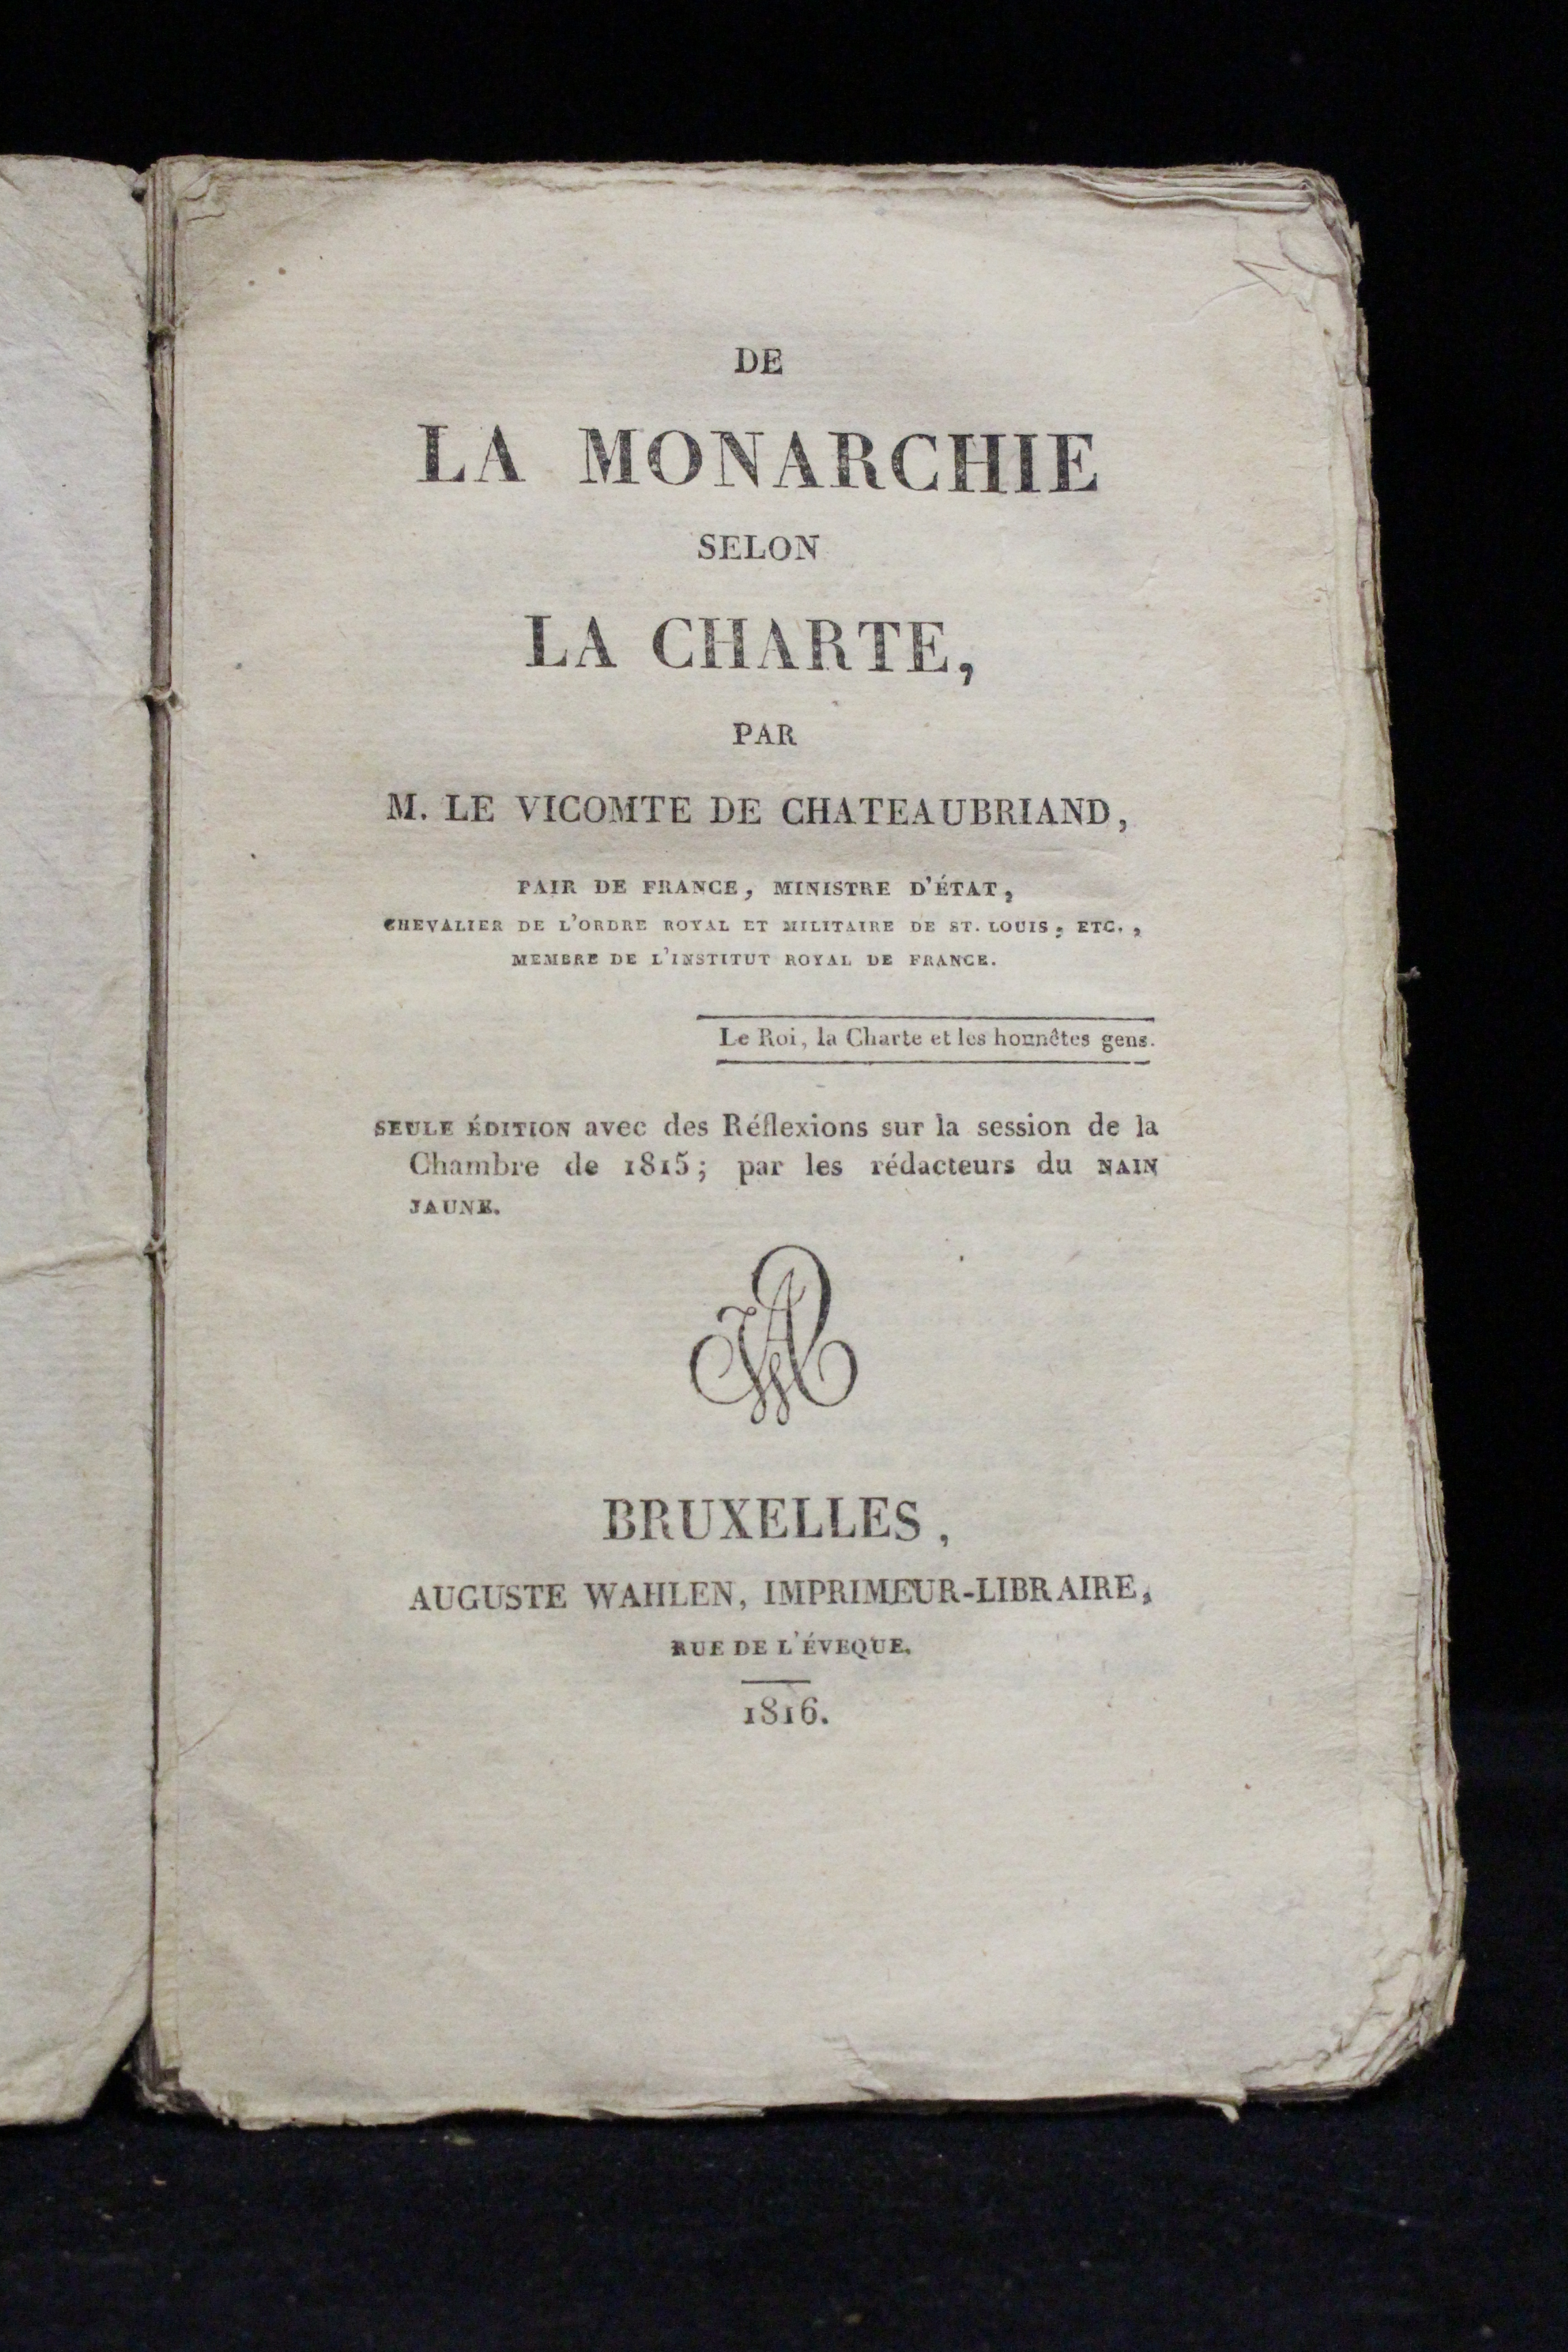 DE
LA MONARCHIE
SELON
LA CHARTE,
PAR
M. LE VICOMTE DE CHATEAUBRIAND,
PAIR DE FRANCE, MINISTRE D'ÉTAT,
CHEVALIER DE L'ORDRE ROYAL ET MILITAIRE DE ST. LOUIS, ETC.,
MEMBRE DE L'INSTITUT ROYAL DE FRANCE.
Le Roi, la Charte et les honnêtes gens.
SEULE ÉDITION avec des Réflexions sur la session de la
Chambre de 1815; par les rédacteurs du NAIN
JAUNE.
BRUXELLES,
AUGUSTE WAHLEN, IMPRIMEUR-LIBRAIRE,
RUE DE L'ÉVEQUE.
1816.